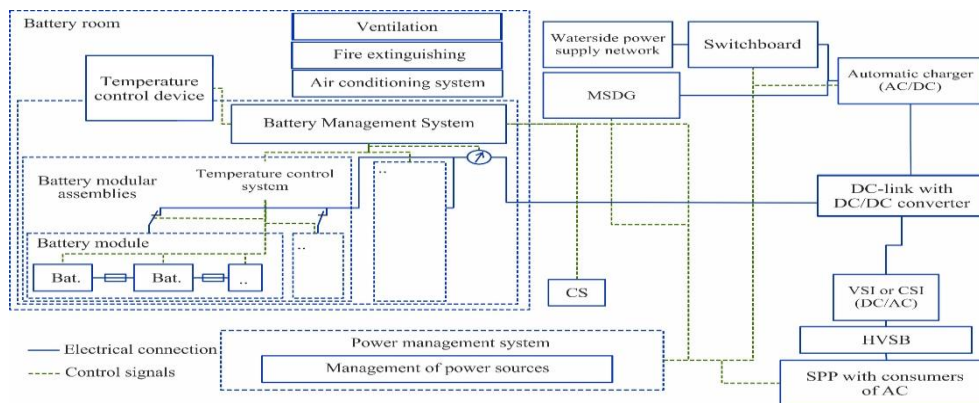 Battery room
Ventilation
Fire extinguishing
Air conditioning system
Temperature
control device
Battery Management System
Waterside power
supply network
Switchboard
MSDG
Automatic charger
(AC/DC)
Battery modular
assemblies
Temperature control
system
..
DC-link with
DC/DC converter
Battery module
Bat.
Bat.
..
..
CS
VSI or CSI
(DC/AC)
HVSB
SPP with consumers
of AC
Electrical connection
Control signals
Power management system
Management of power sources